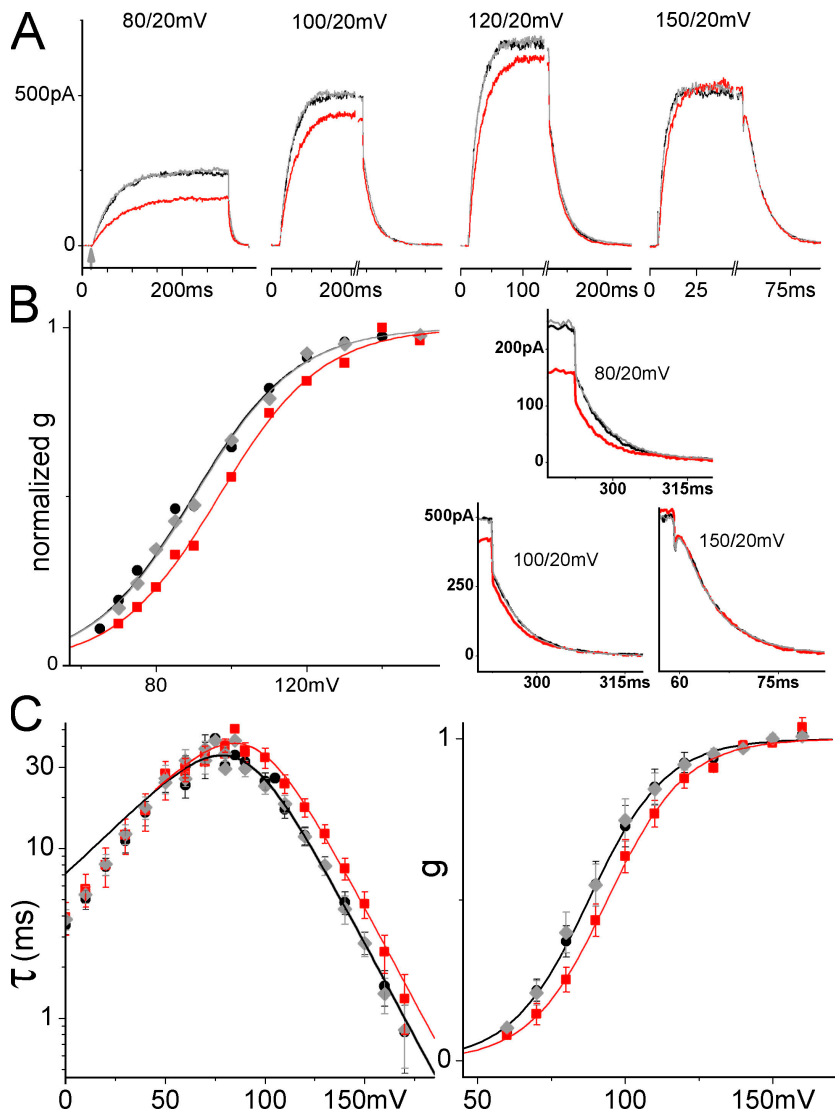 A
80/20mV 100/20mV 120/20mV 150/20mV
500pA
0
0 200ms 0 200ms 0 100 200ms 0 25 75ms
B
1
normalized g
0
80 120mV
200pA
100
0
80/20mV
300 315ms
500pA
250
0
100/20mV
300 315ms
150/20mV
60 75ms
C
30
10
1
τ (ms)
0 50 100 150mV
1
g
0
50 100 150mV